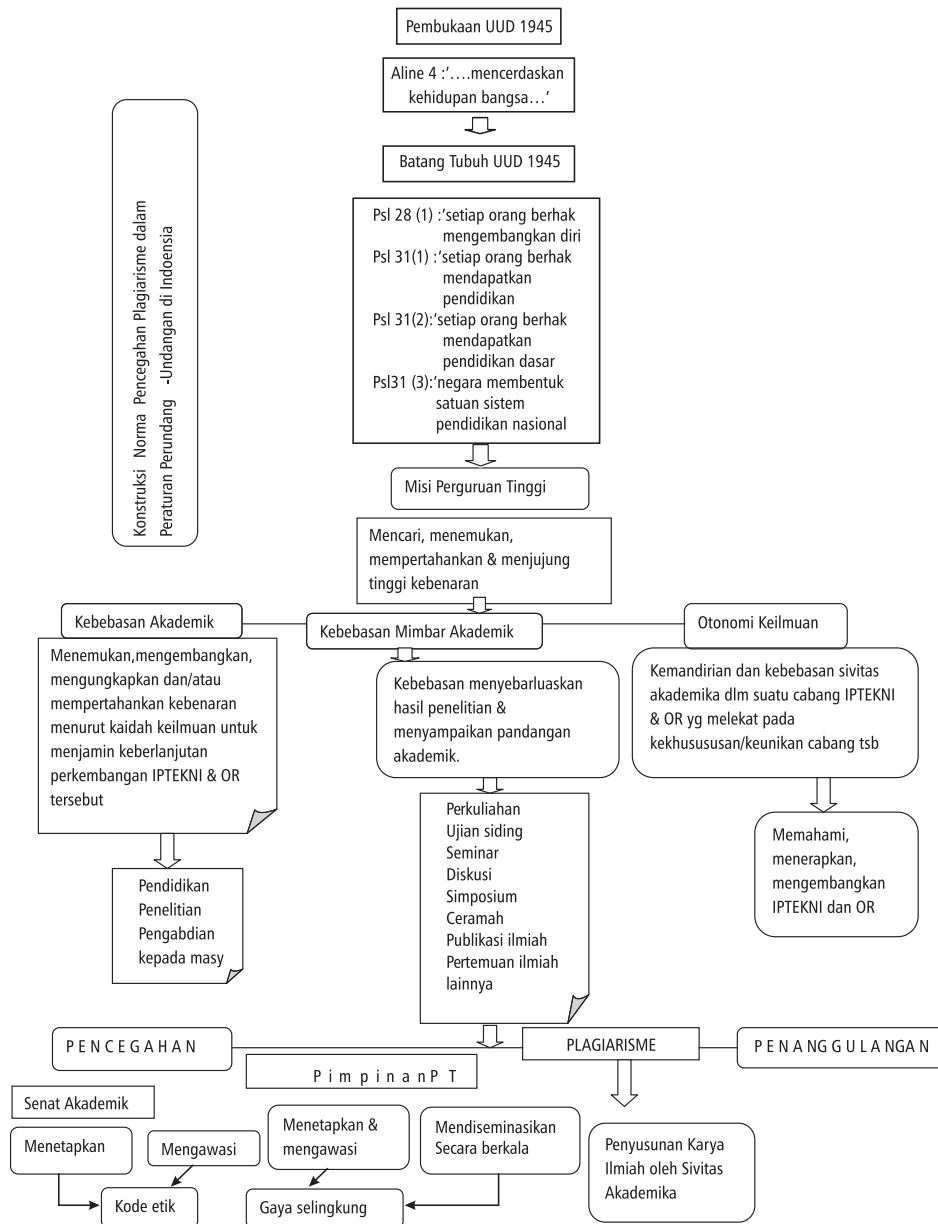 Pembukaan UUD 1945
Aline 4 :'….mencerdaskan
kehidupan bangsa…'
Batang Tubuh UUD 1945
Konstruksi Norma Pencegahan Plagiarisme dalam
Peraturan Perundang -Undangan di Indoensia
Psl 28 (1) :'setiap orang berhak
mengembangkan diri
Psl 31(1) :'setiap orang berhak
mendapatkan
pendidikan
Psl 31(2):'setiap orang berhak
mendapatkan
pendidikan dasar
Psl31 (3):'negara membentuk
satuan sistem
pendidikan nasional
Misi Perguruan Tinggi
Mencari, menemukan,
mempertahankan & menjujung
tinggi kebenaran
Kebebasan Akademik
Kebebasan Mimbar Akademik
Otonomi Keilmuan
Menemukan,mengembangkan,
mengungkapkan dan/atau
mempertahankan kebenaran
menurut kaidah keilmuan untuk
menjamin keberlanjutan
perkembangan IPTEKNI & OR
tersebut
Kebebasan menyebarluaskan
hasil penelitian &
menyampaikan pandangan
akademik.
Kemandirian dan kebebasan sivitas
akademika dlm suatu cabang IPTEKNI
& OR yg melekat pada
kekhusususan/keunikan cabang tsb
Pendidikan
Penelitian
Pengabdian
kepada masy
Perkuliahan
Ujian siding
Seminar
Diskusi
Simposium
Ceramah
Publikasi ilmiah
Pertemuan ilmiah
lainnya
Memahami,
menerapkan,
mengembangkan
IPTEKNI dan OR
PENCEGAHAN
PLAGIARISME
PENANGGULANGAN
PimpinanPT
Senat Akademik
Menetapkan
Mengawasi
Menetapkan &
mengawasi
Mendiseminasikan
Secara berkala
Penyusunan Karya
Ilmiah oleh Sivitas
Akademika
Kode etik
Gaya selingkung